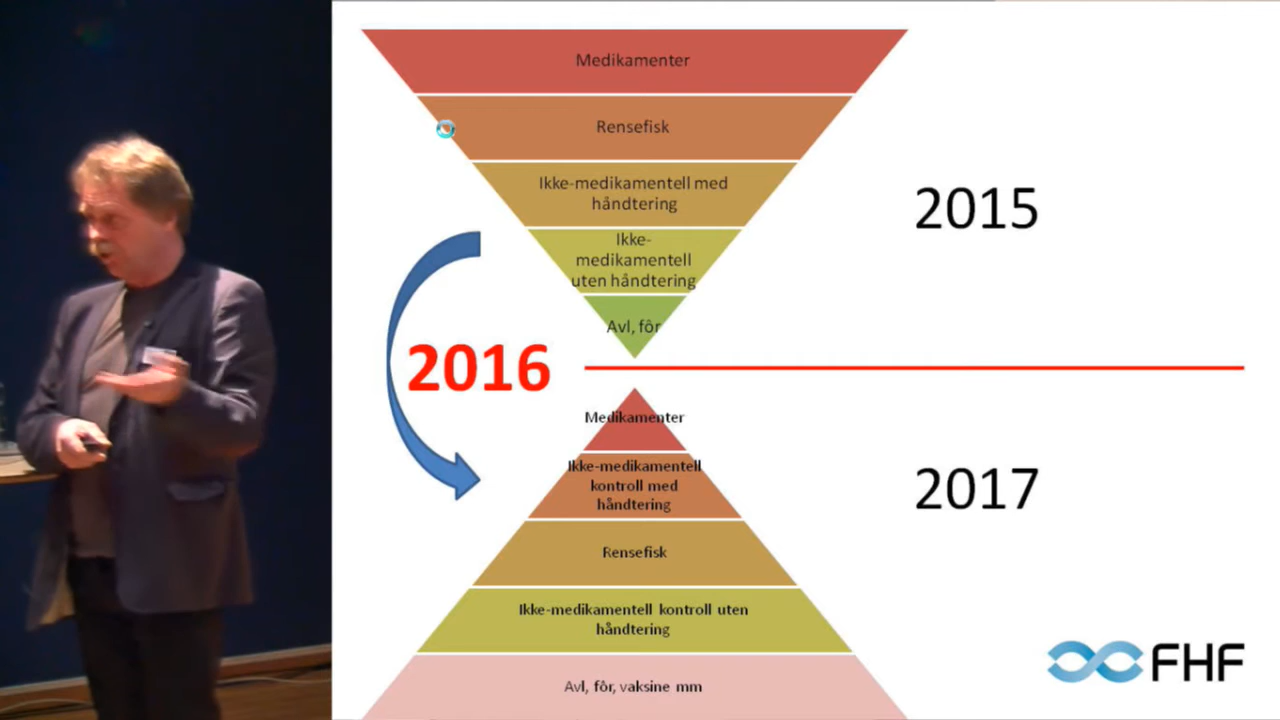 Medikamenter
Rensefisk
Ikke-medikamentell med
håndtering
Ikke-
medikamentell
uten håndtering
Avl, fôr
2015
2016
Medikamenter
Ikke-medikamentell
kontroll med
håndtering
Rensefisk
Ikke-medikamentell kontroll uten
håndtering
Avl, fôr, vaksine mm
2017
FHF